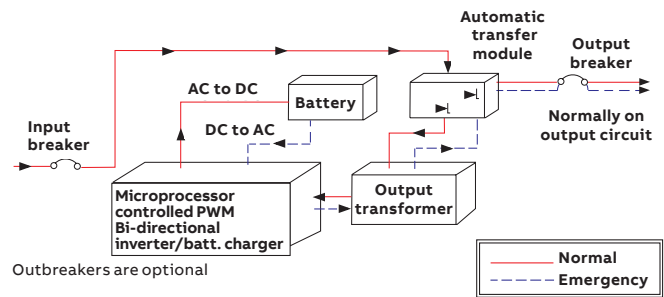 Automatic
transfer
module
Output
breaker
AC to DC
Battery
DC to AC
Input
breaker
Normally on
output circuit
Microprocessor
controlled PWM
Bi-directional
inverter/batt. charger
Output
transformer
Outbreakers are optional
Normal
Emergency